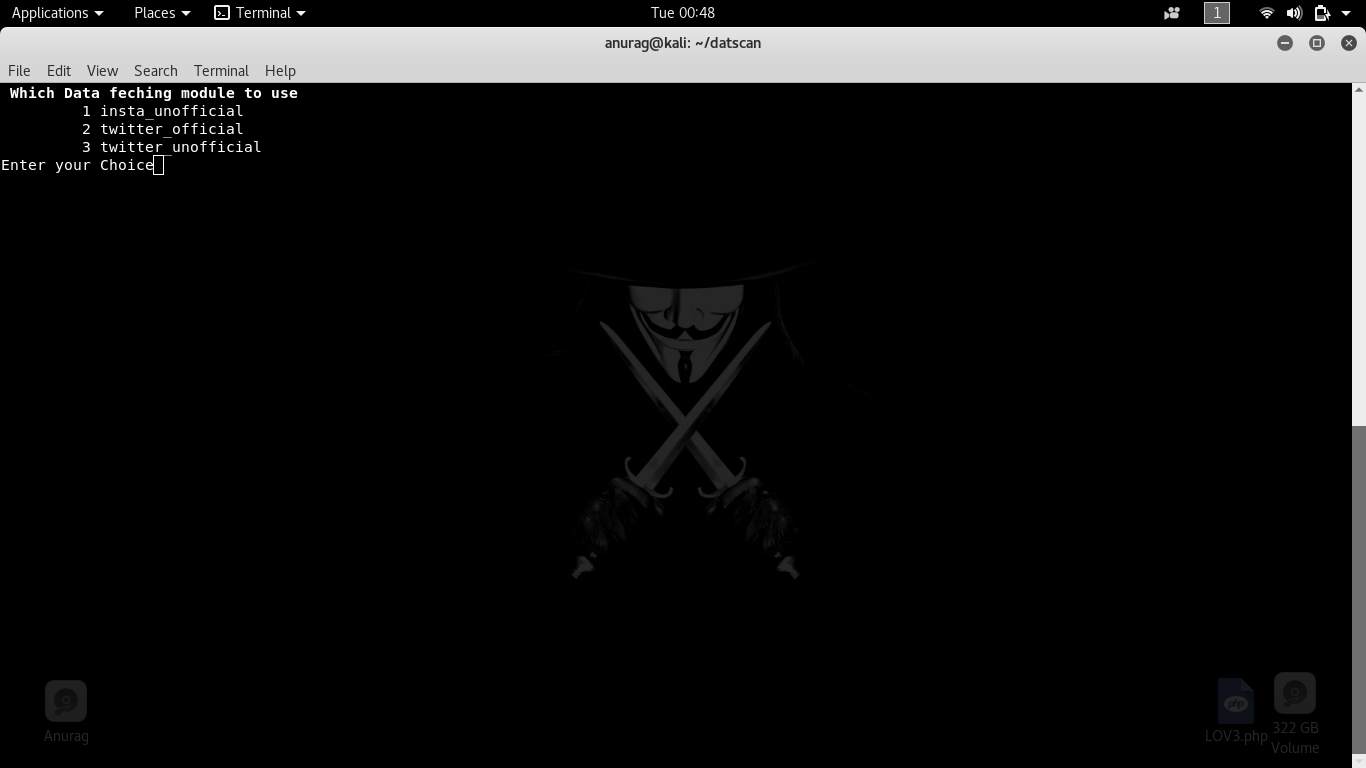 Applications Places Terminal Tue 00:48 1
anurag@kali: ~/datscan
File Edit View Search Terminal Help
Which Data feching module to use
1 insta_unofficial
2 twitter_official
3 twitter_unofficial
Enter your Choice
Anurag
php
LOV3.php
322 GB
Volume